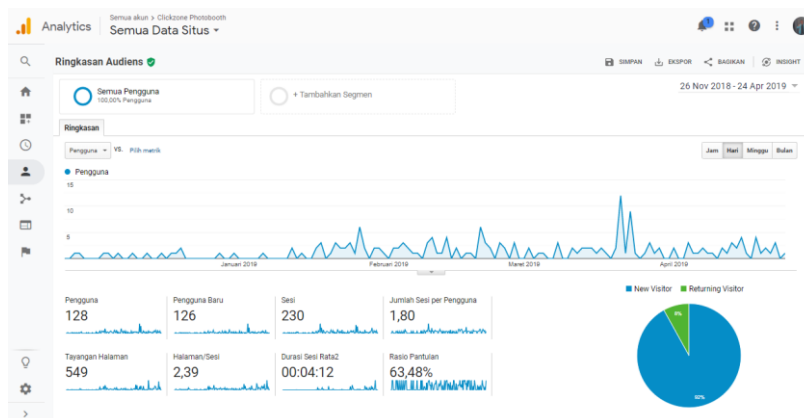 Analytics
Semua akun > Clickzone Photobooth
Semua Data Situs
Ringkasan Audiens
SIMPAN
EKSPOR
BAGIKAN
INSIGHT
Semua Pengguna
100,00% Pengguna
+ Tambahkan Segmen
26 Nov 2018 - 24 Apr 2019
Ringkasan
Pengguna
VS.
Pilih metrik
Jam
Hari
Minggu
Bulan
Pengguna
15
10
5
Januari 2019
Februari 2019
Maret 2019
April 2019
New Visitor
Returning Visitor
Pengguna
128
Pengguna Baru
126
Sesi
230
Jumlah Sesi per Pengguna
1,80
Tayangan Halaman
549
Halaman/Sesi
2,39
Durasi Sesi Rata2
00:04:12
Rasio Pantulan
63,48%